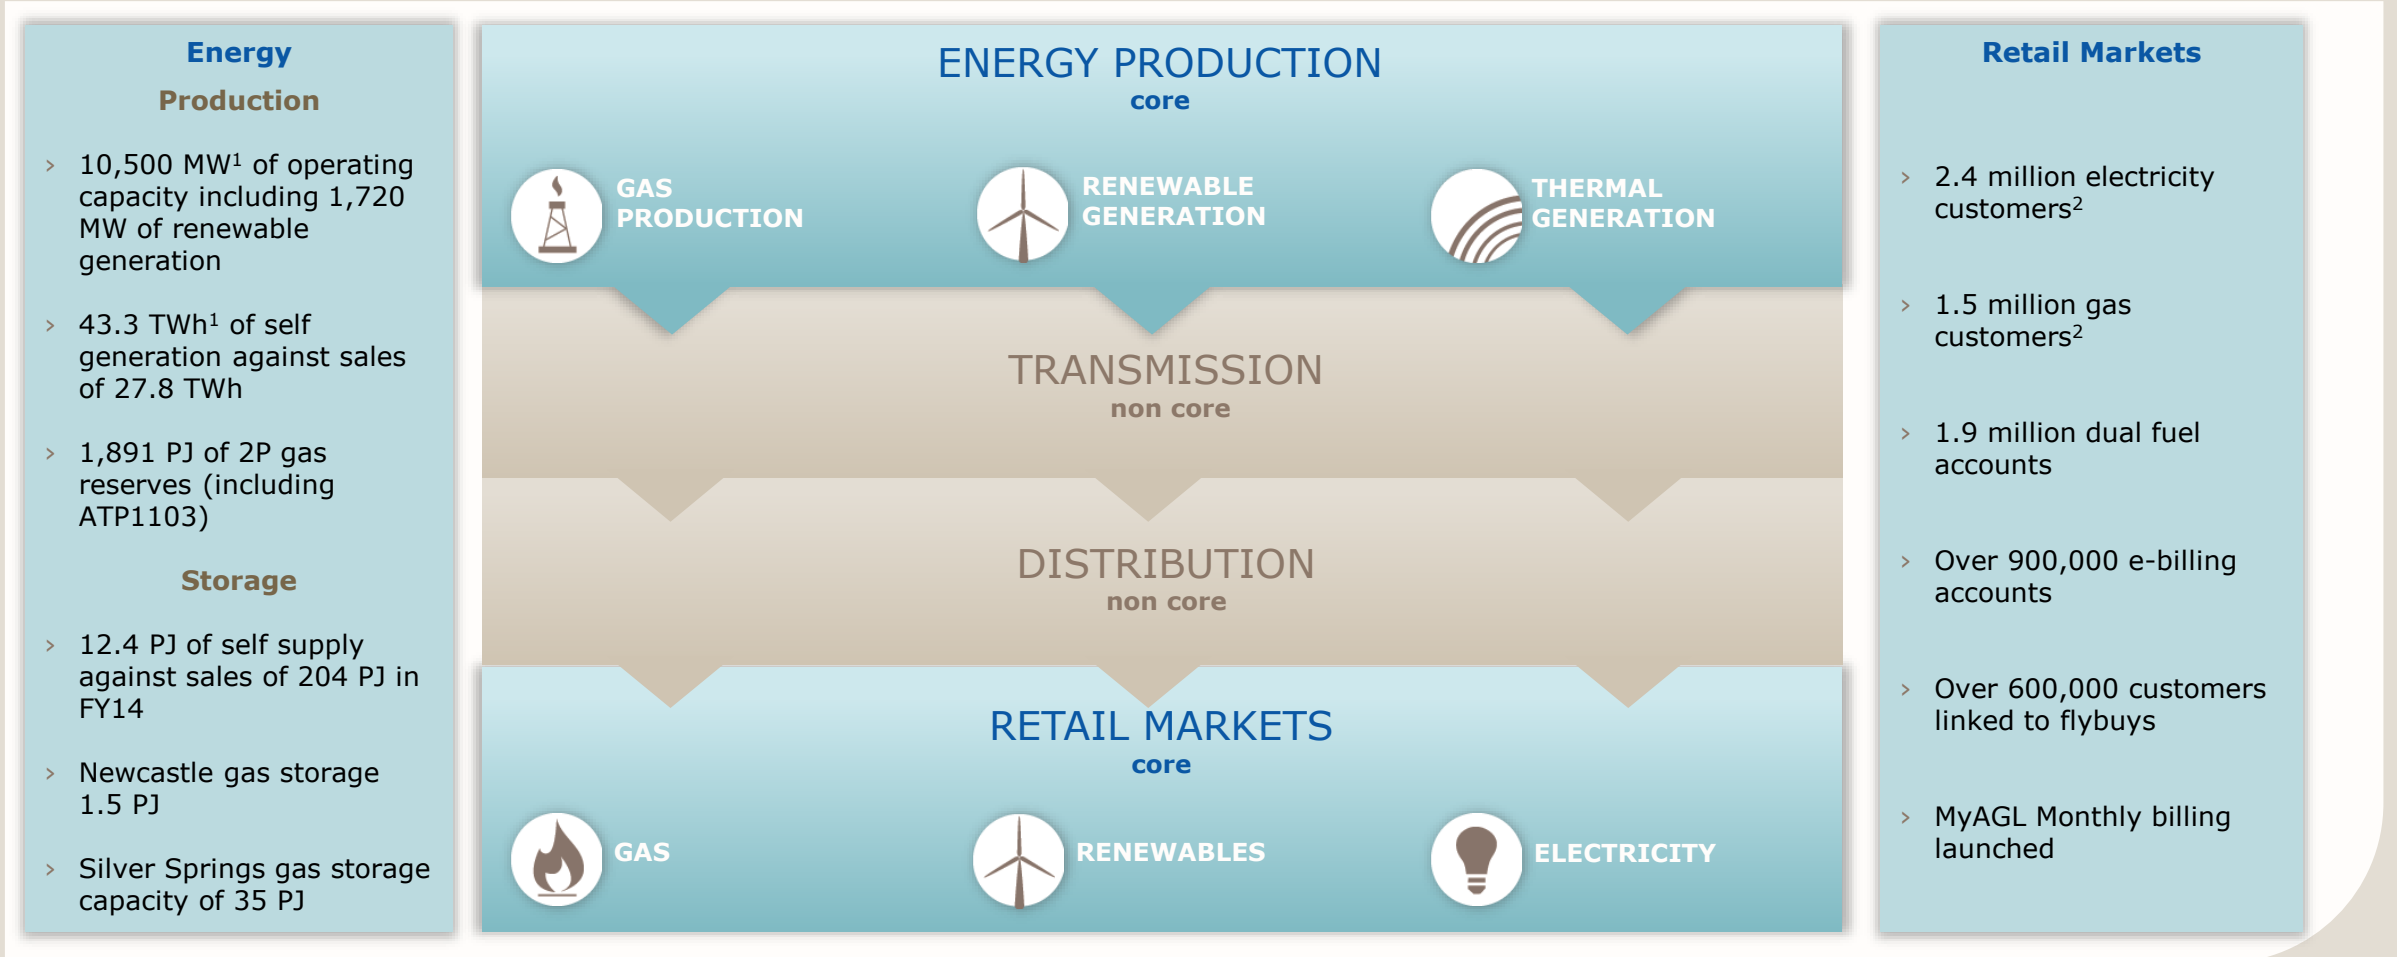 Energy
Production
› 10,500 MW¹ of operating
capacity including 1,720
MW of renewable
generation
› 43.3 TWh¹ of self
generation against sales
of 27.8 TWh
› 1,891 PJ of 2P gas
reserves (including
ATP1103)
Storage
› 12.4 PJ of self supply
against sales of 204 PJ in
FY14
› Newcastle gas storage
1.5 PJ
› Silver Springs gas storage
capacity of 35 PJ
ENERGY PRODUCTION
core
GAS
PRODUCTION
RENEWABLE
GENERATION
THERMAL
GENERATION
TRANSMISSION
non core
DISTRIBUTION
non core
RETAIL MARKETS
core
GAS
RENEWABLES
ELECTRICITY
Retail Markets
› 2.4 million electricity
customers²
› 1.5 million gas
customers²
› 1.9 million dual fuel
accounts
› Over 900,000 e-billing
accounts
› Over 600,000 customers
linked to flybuys
› MyAGL Monthly billing
launched